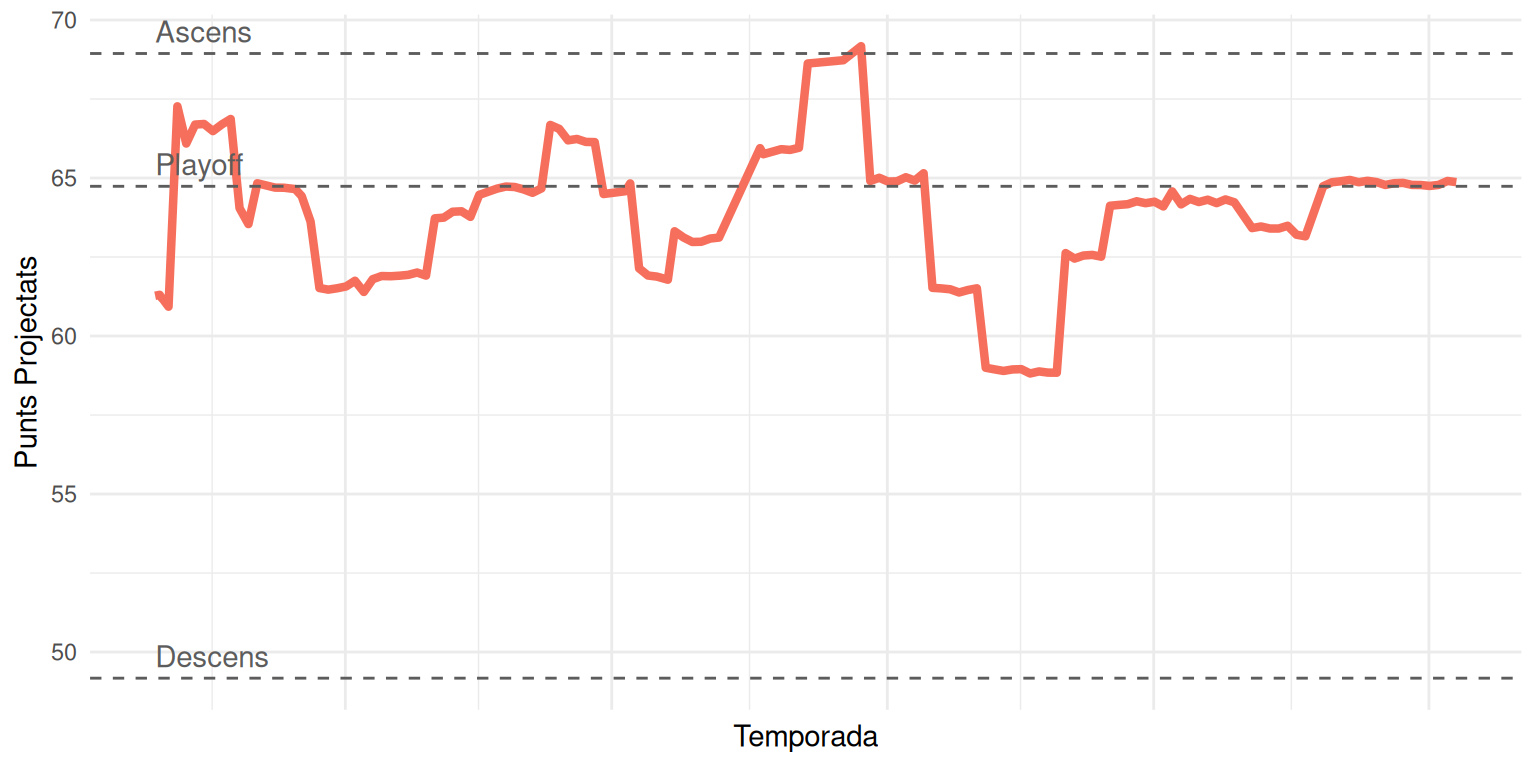 70
65
60
55
50
Punts Projectats
Ascens
Playoff
Descens
Temporada